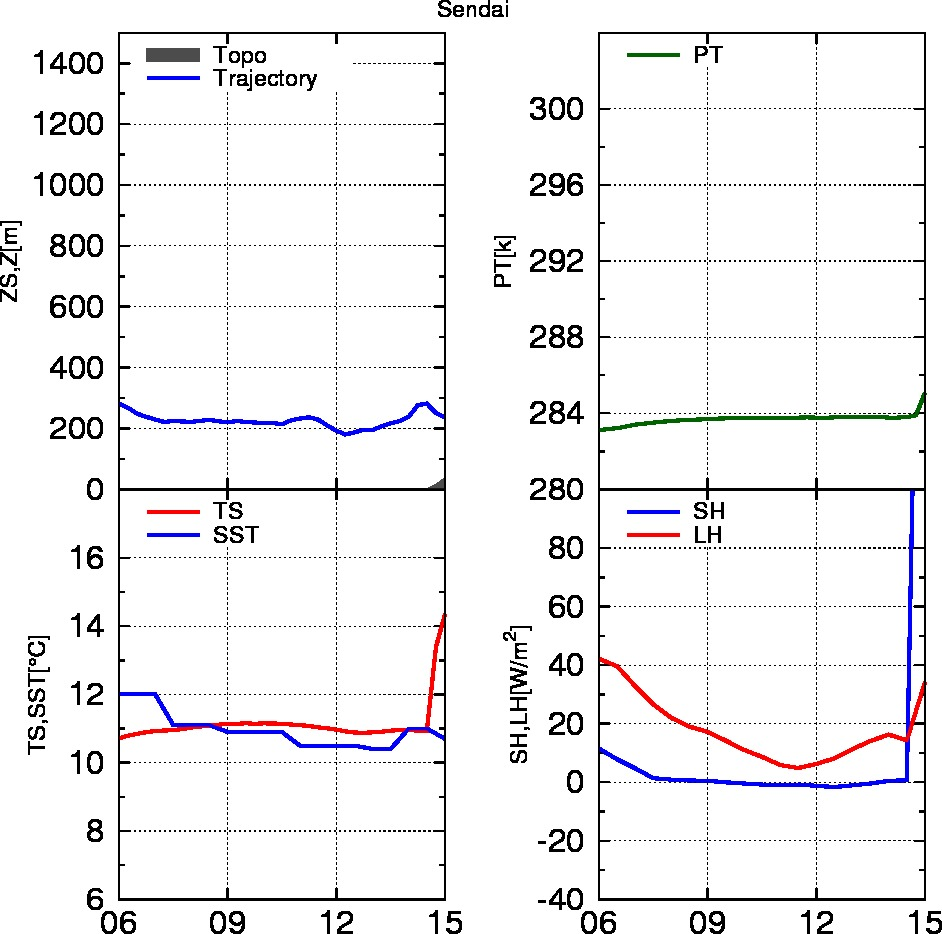 Sendai
Topo
Trajectory
ZS,Z[m]
1400
1200
1000
800
600
400
200
0
PT
PT[k]
300
296
292
288
284
280
TS
SST
TS,SST[°C]
16
14
12
10
8
6
06 09 12 15
SH
LH
SH,LH[W/m²]
80
60
40
20
0
-20
-40
06 09 12 15